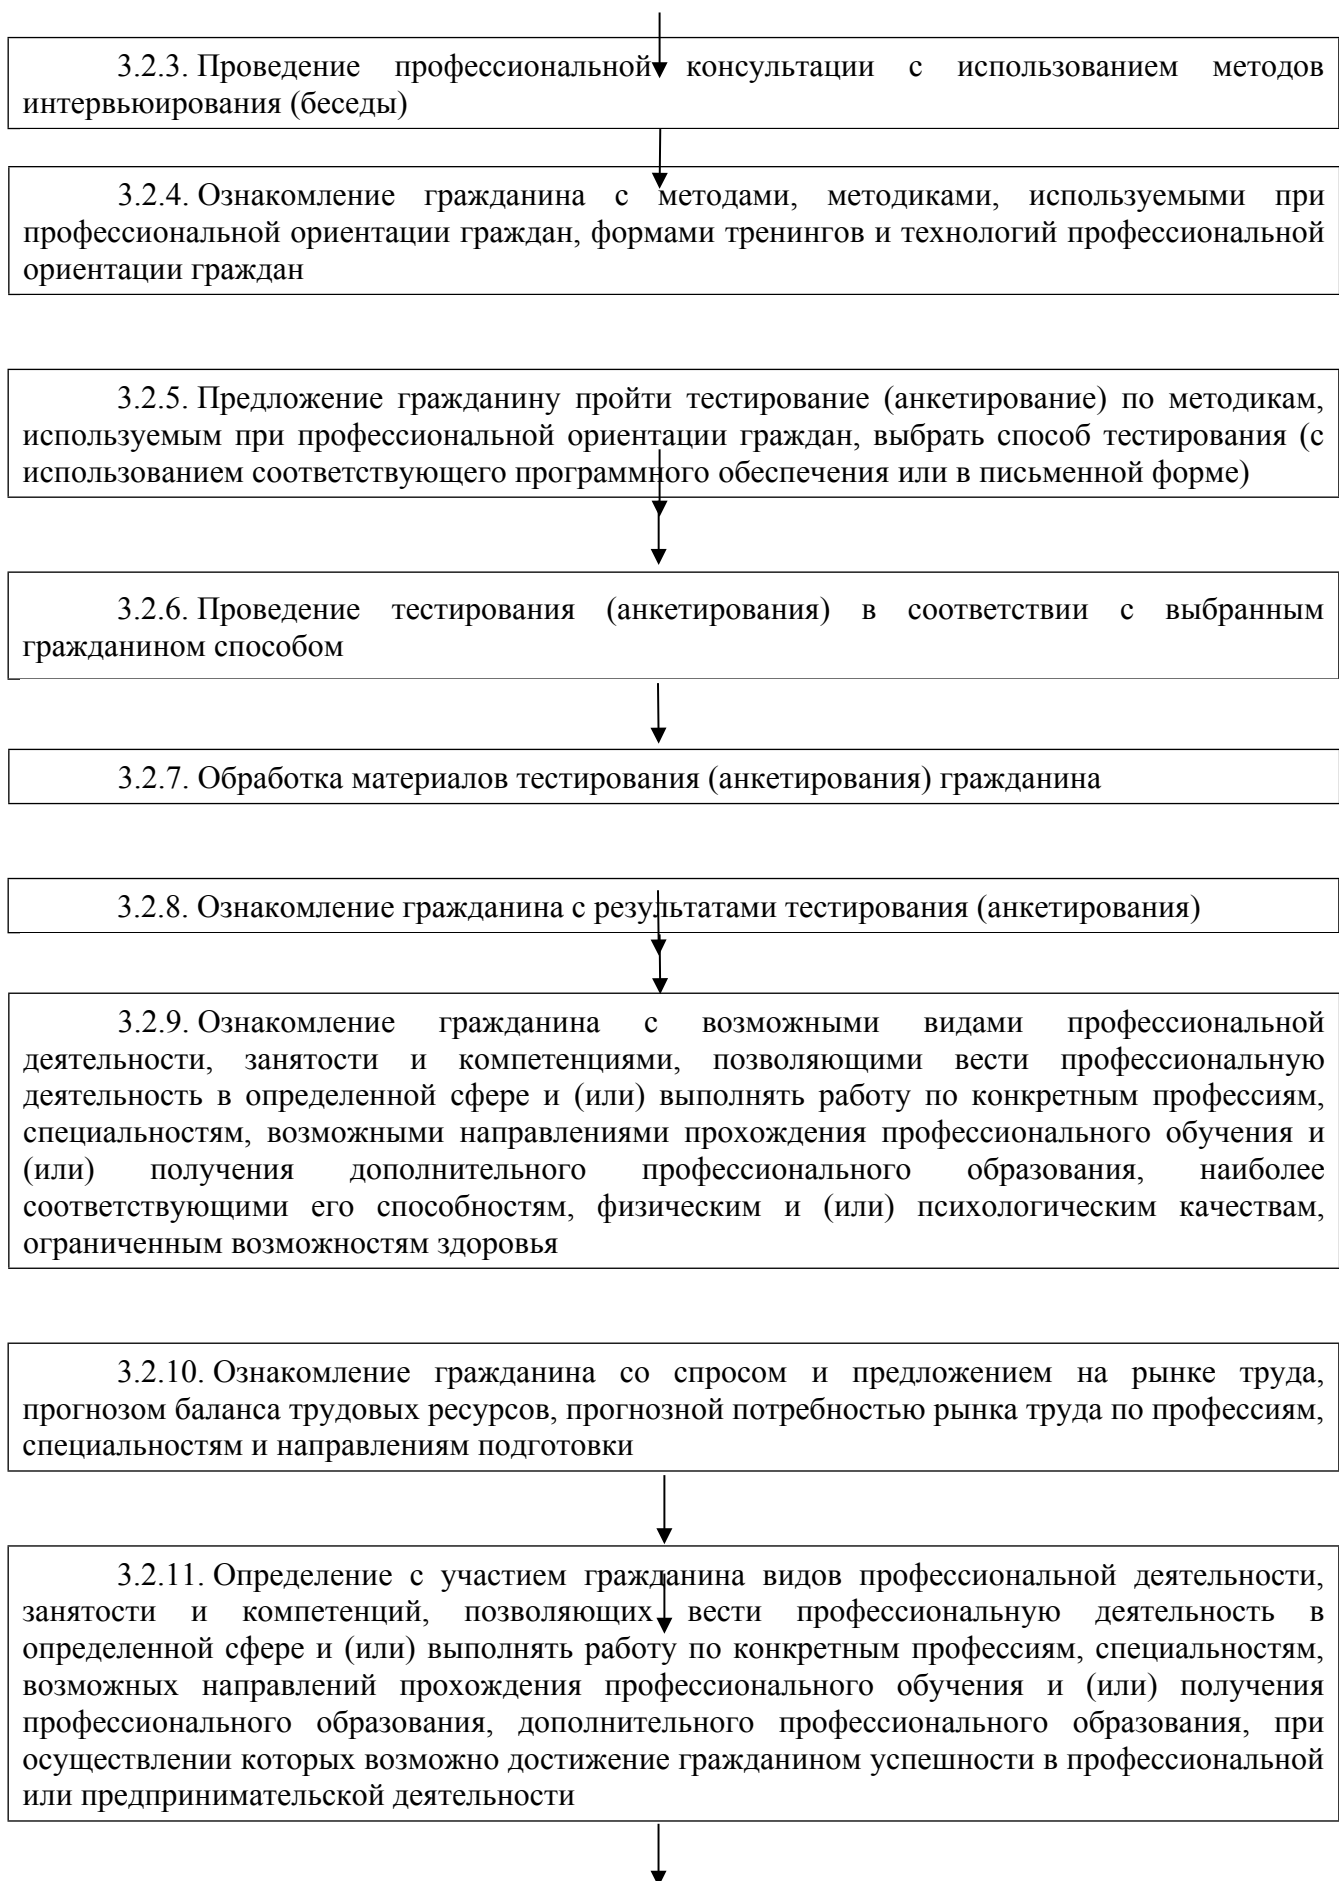 3.2.3. Проведение профессиональной консультации с использованием методов
интервьюирования (беседы)
3.2.4. Ознакомление гражданина с методами, методиками, используемыми при
профессиональной ориентации граждан, формами тренингов и технологий профессиональной
ориентации граждан
3.2.5. Предложение гражданину пройти тестирование (анкетирование) по методикам,
используемым при профессиональной ориентации граждан, выбрать способ тестирования (с
использованием соответствующего программного обеспечения или в письменной форме)
3.2.6. Проведение тестирования (анкетирования) в соответствии с выбранным
гражданином способом
3.2.7. Обработка материалов тестирования (анкетирования) гражданина
3.2.8. Ознакомление гражданина с результатами тестирования (анкетирования)
3.2.9. Ознакомление гражданина с возможными видами профессиональной
деятельности, занятости и компетенциями, позволяющими вести профессиональную
деятельность в определенной сфере и (или) выполнять работу по конкретным профессиям,
специальностям, возможными направлениями прохождения профессионального обучения и
(или) получения дополнительного профессионального образования, наиболее
соответствующими его способностям, физическим и (или) психологическим качествам,
ограниченным возможностям здоровья
3.2.10. Ознакомление гражданина со спросом и предложением на рынке труда,
прогнозом баланса трудовых ресурсов, прогнозной потребностью рынка труда по профессиям,
специальностям и направлениям подготовки
3.2.11. Определение с участием гражданина видов профессиональной деятельности,
занятости и компетенций, позволяющих вести профессиональную деятельность в
определенной сфере и (или) выполнять работу по конкретным профессиям, специальностям,
возможных направлений прохождения профессионального обучения и (или) получения
профессионального образования, дополнительного профессионального образования, при
осуществлении которых возможно достижение гражданином успешности в профессиональной
или предпринимательской деятельности